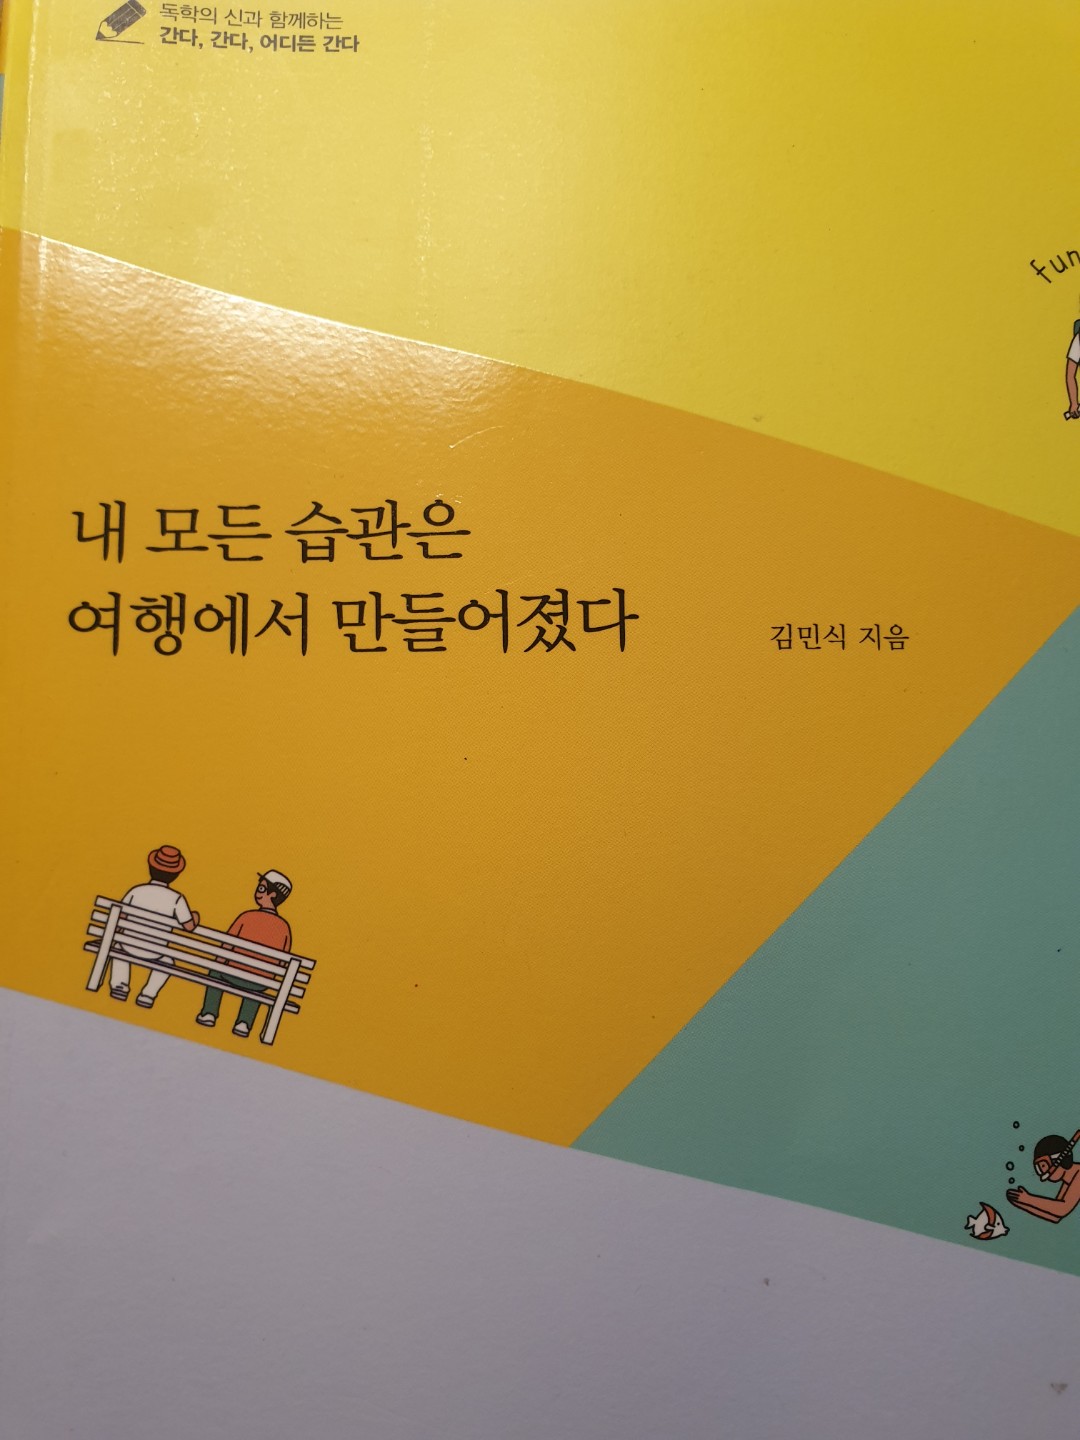 독학의 신과 함께하는
간다, 간다, 어디든 간다
내 모든 습관은
여행에서 만들어졌다
김민식 지음